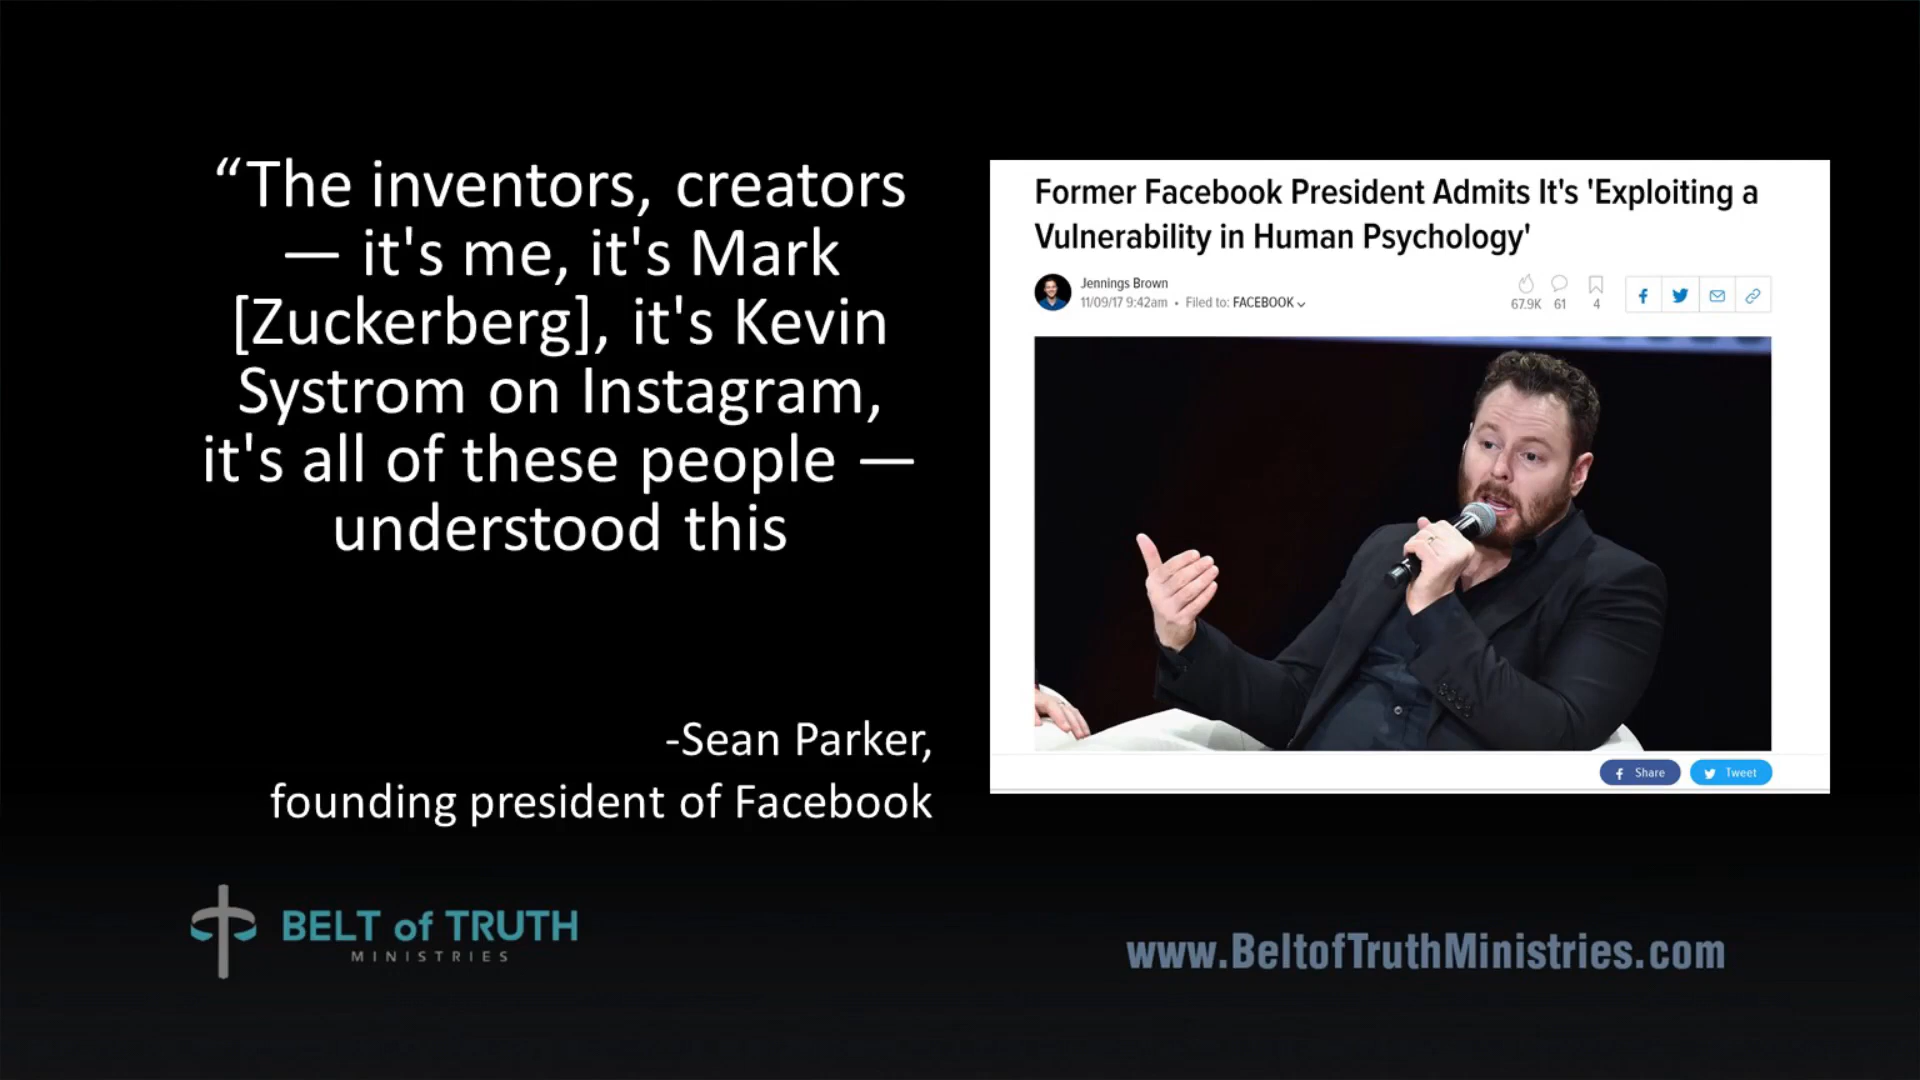 “The inventors, creators
— it's me, it's Mark
[Zuckerberg], it's Kevin
Systrom on Instagram,
it's all of these people —
understood this
-Sean Parker,
founding president of Facebook
Former Facebook President Admits It's 'Exploiting a
Vulnerability in Human Psychology'
Jennings Brown
11/09/17 9:42am • Filed to: FACEBOOK
67.9K 61 4
Share Tweet
BELT of TRUTH
MINISTRIES
www.BeltofTruthMinistries.com